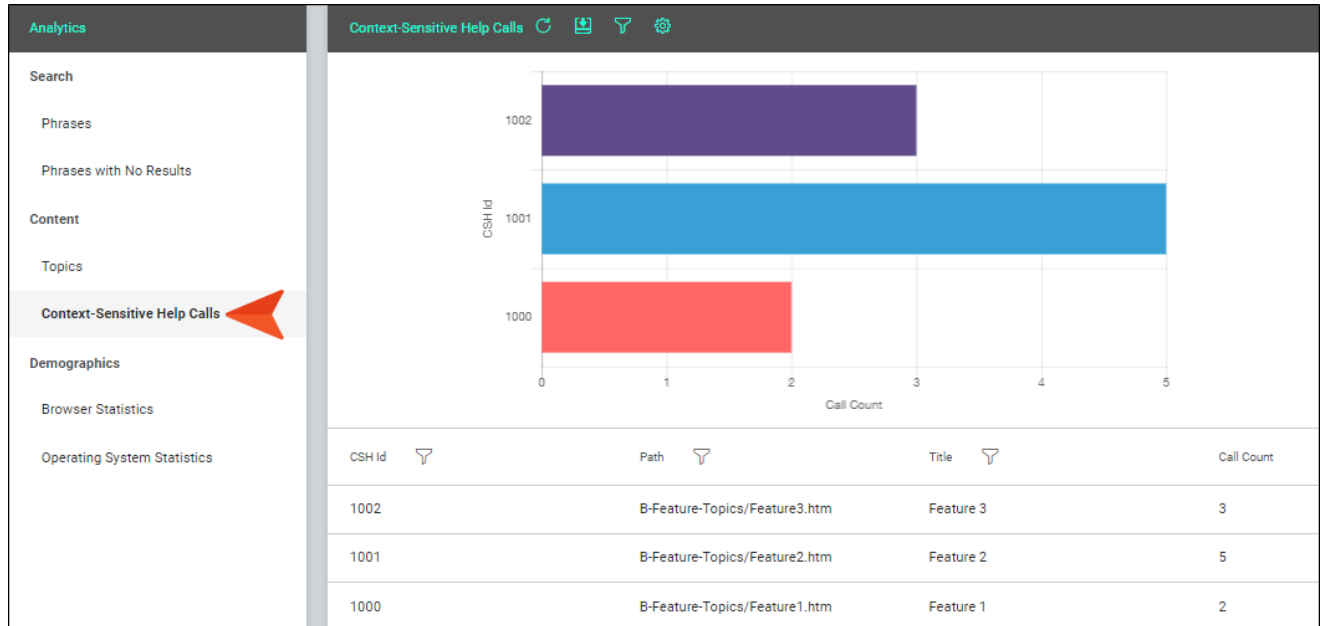 Analytics
Search
Phrases
Phrases with No Results
Content
Topics
Context-Sensitive Help Calls
Demographics
Browser Statistics
Operating System Statistics
Context-Sensitive Help Calls
CSH Id
1002
1001
1000
0 1 2 3 4 5
Call Count
CSH Id Path Title Call Count
1002 B-Feature-Topics/Feature3.htm Feature 3 3
1001 B-Feature-Topics/Feature2.htm Feature 2 5
1000 B-Feature-Topics/Feature1.htm Feature 1 2